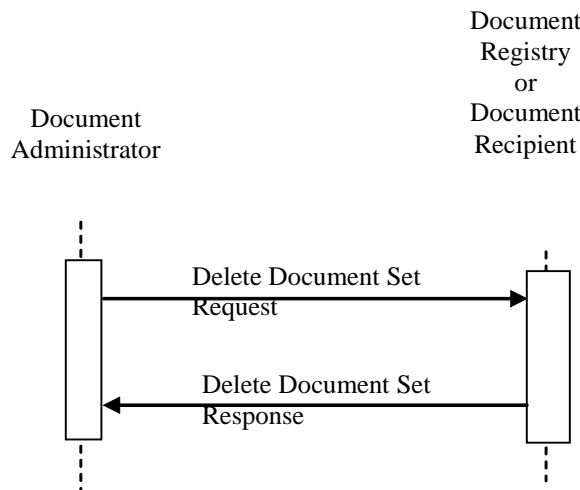 Document
Registry
or
Document
Recipient
Document
Administrator
Delete Document Set
Request
Delete Document Set
Response